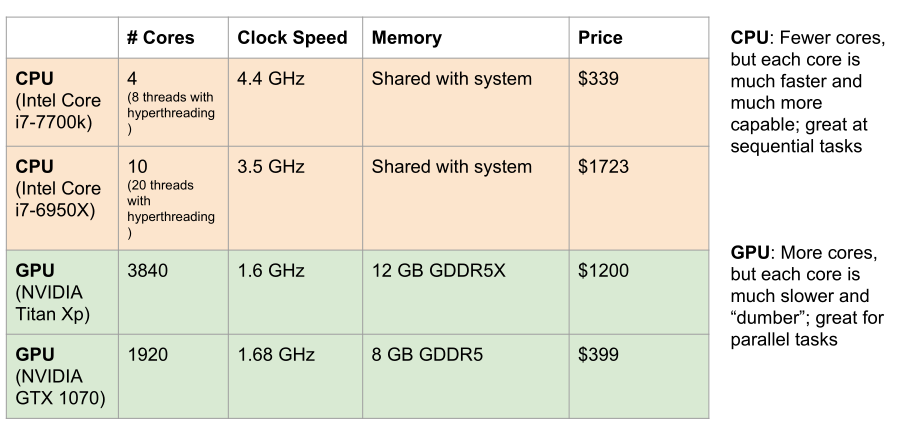 # Cores Clock Speed Memory Price
CPU 4 4.4 GHz Shared with system $339
(Intel Core (8 threads with
i7-7700k) hyperthreading
)
CPU 10 3.5 GHz Shared with system $1723
(Intel Core (20 threads
i7-6950X) with
hyperthreading
)
GPU 3840 1.6 GHz 12 GB GDDR5X $1200
(NVIDIA
Titan Xp)
GPU 1920 1.68 GHz 8 GB GDDR5 $399
(NVIDIA
GTX 1070)
CPU: Fewer cores,
but each core is
much faster and
much more
capable; great at
sequential tasks
GPU: More cores,
but each core is
much slower and
“dumber”; great for
parallel tasks